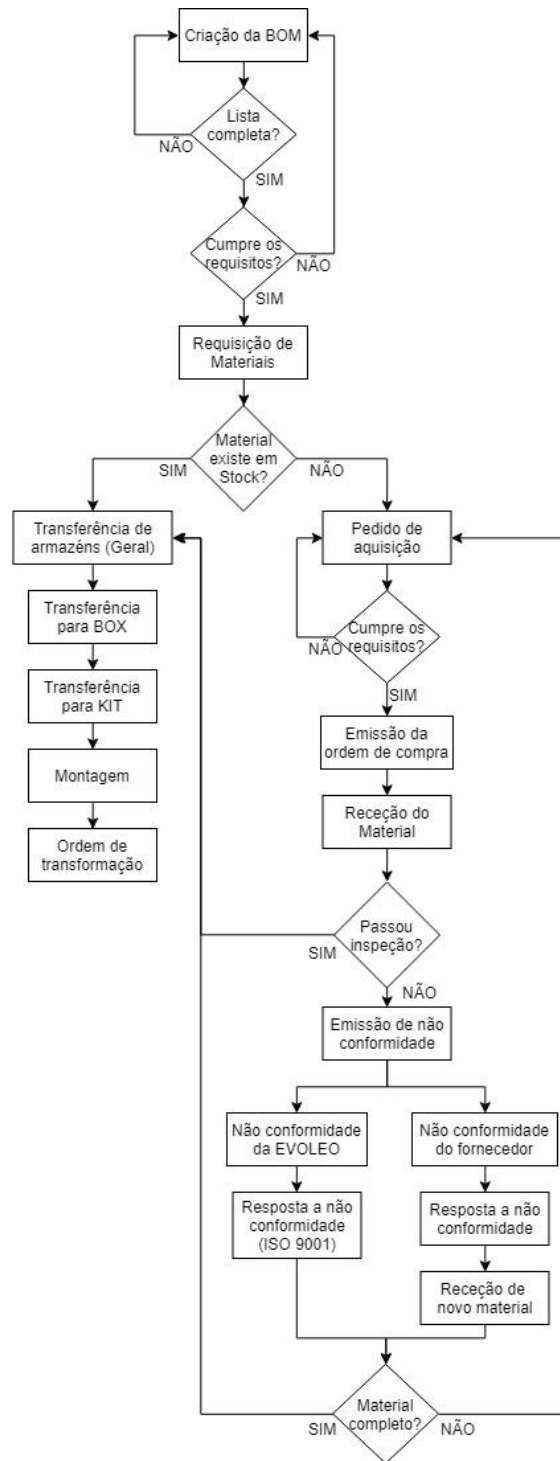 Criação da BOM
Lista
completa?
NÃO
SIM
Cumpre os
requisitos?
NÃO
SIM
Requisição de
Materiais
Material
existe em
Stock?
SIM
NÃO
Transferência de
armazéns (Geral)
Pedido de
aquisição
Transferência
para BOX
Cumpre os
requisitos?
NÃO
SIM
Transferência
para KIT
Emissão da
ordem de compra
Montagem
Receção do
Material
Ordem de
transformação
Passou
inspeção?
SIM
NÃO
Emissão de não
conformidade
Não conformidade
da EVOLEO
Não conformidade
do fornecedor
Resposta a não
conformidade
(ISO 9001)
Resposta a não
conformidade
Receção de
novo material
Material
completo?
SIM
NÃO